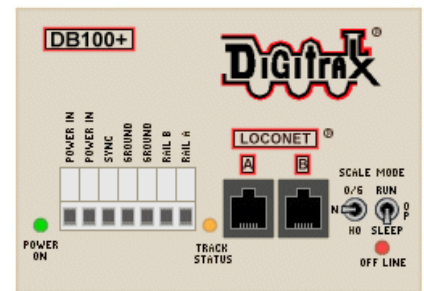 DB100+
DIGITRAX ®
POWER IN
POWER IN
SYNC
GROUND
GROUND
RAIL B
RAIL A
LOCONET ®
A B
SCALE MODE
O/G RUN
N OP
HO SLEEP
POWER ON
TRACK STATUS
OFF LINE